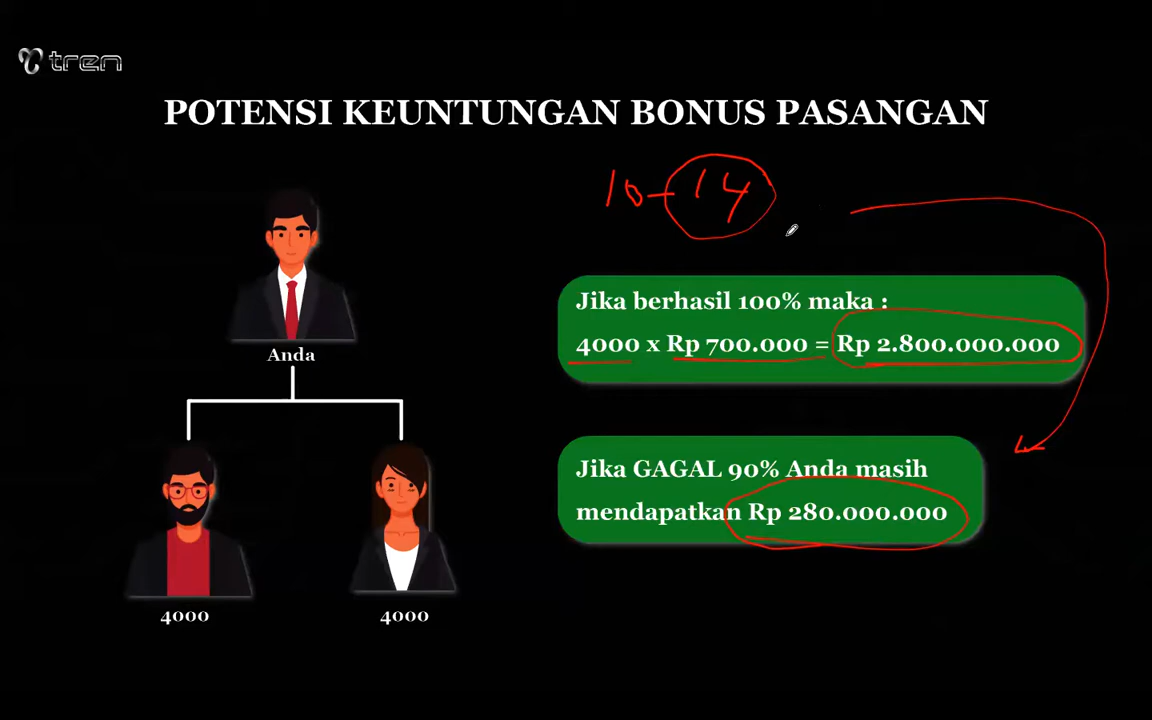 tren
POTENSI KEUNTUNGAN BONUS PASANGAN
10-14
Jika berhasil 100% maka :
4000 x Rp 700.000 = Rp 2.800.000.000
Anda
Jika GAGAL 90% Anda masih
mendapatkan Rp 280.000.000
4000
4000